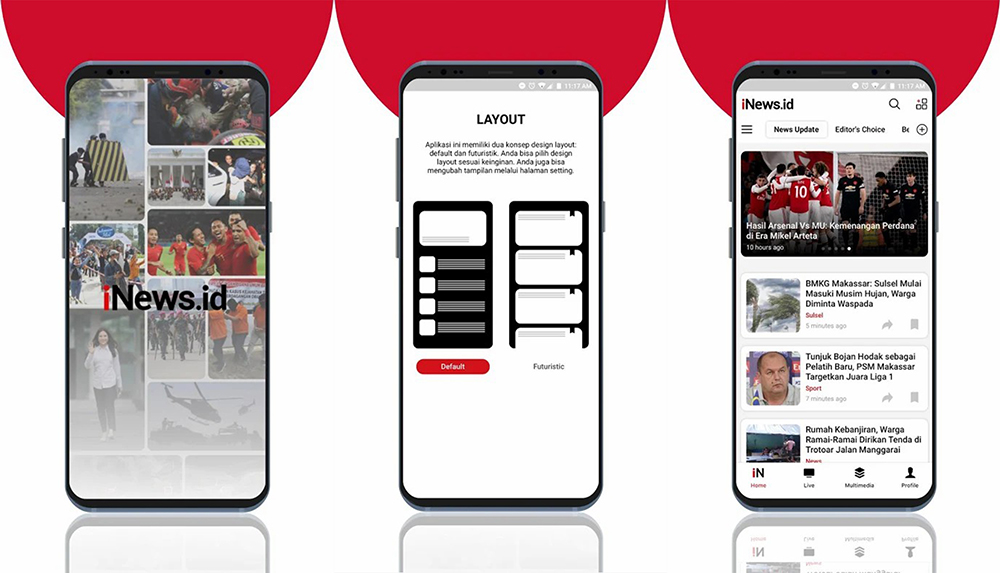 iNews.id
11:17 AM
LAYOUT
Aplikasi ini memiliki dua konsep design layout:
default dan futuristik. Anda bisa pilih design
layout sesuai keinginan. Anda juga bisa
mengubah tampilan melalui halaman setting.
Default
Futuristic
11:17 AM
iNews.id
News Update
Editor's Choice
Be
10
Hasil Arsenal Vs MU: Kemenangan Perdana
di Era Mikel Arteta
10 hours ago
BMKG Makassar: Sulsel Mulai
Masuki Musim Hujan, Warga
Diminta Waspada
Sulsel
5 minutes ago
Tunjuk Bojan Hodak sebagai
Pelatih Baru, PSM Makassar
Targetkan Juara Liga 1
Sport
7 minutes ago
Rumah Kebanjiran, Warga
Ramai-Ramai Dirikan Tenda di
Trotoar Jalan Manggarai
News
iN
Home
Live
Multimedia
Profile